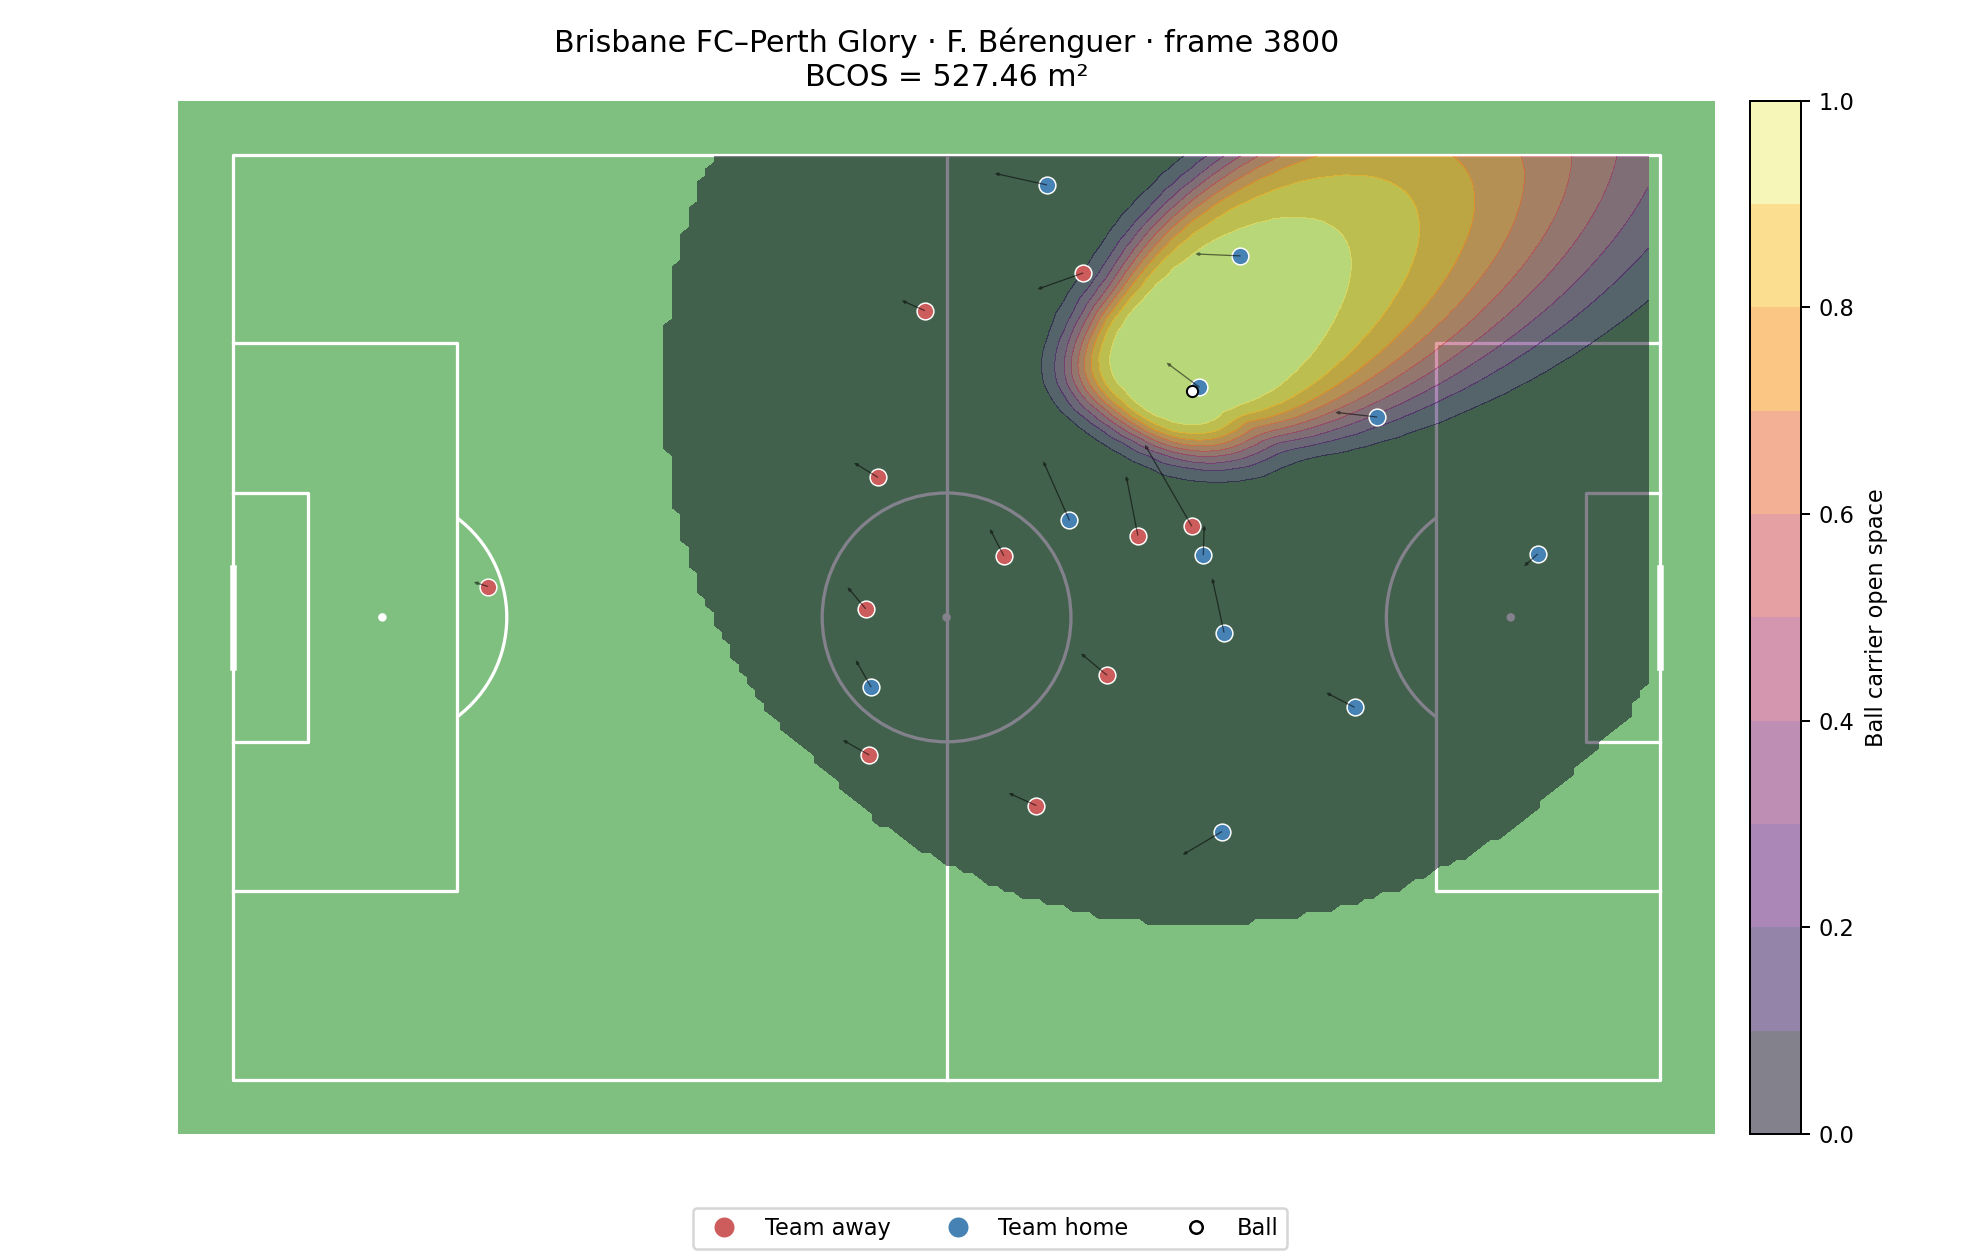 Brisbane FC–Perth Glory · F. Bérenguer · frame 3800
BCOS = 527.46 m²
1.0
0.8
0.6
0.4
0.2
0.0
Ball carrier open space
Team away
Team home
Ball